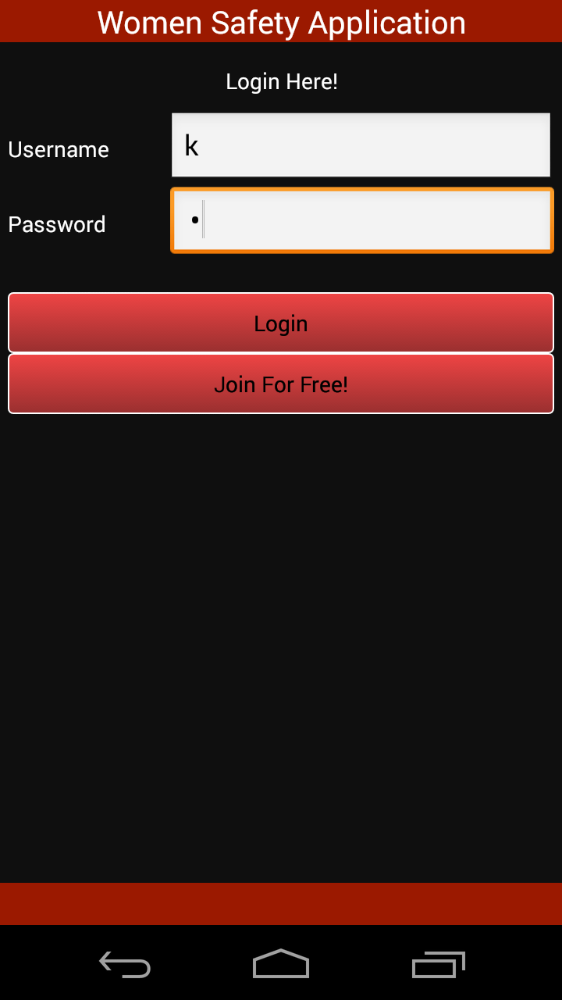 Women Safety Application
Login Here!
Username
k
Password
•
Login
Join For Free!